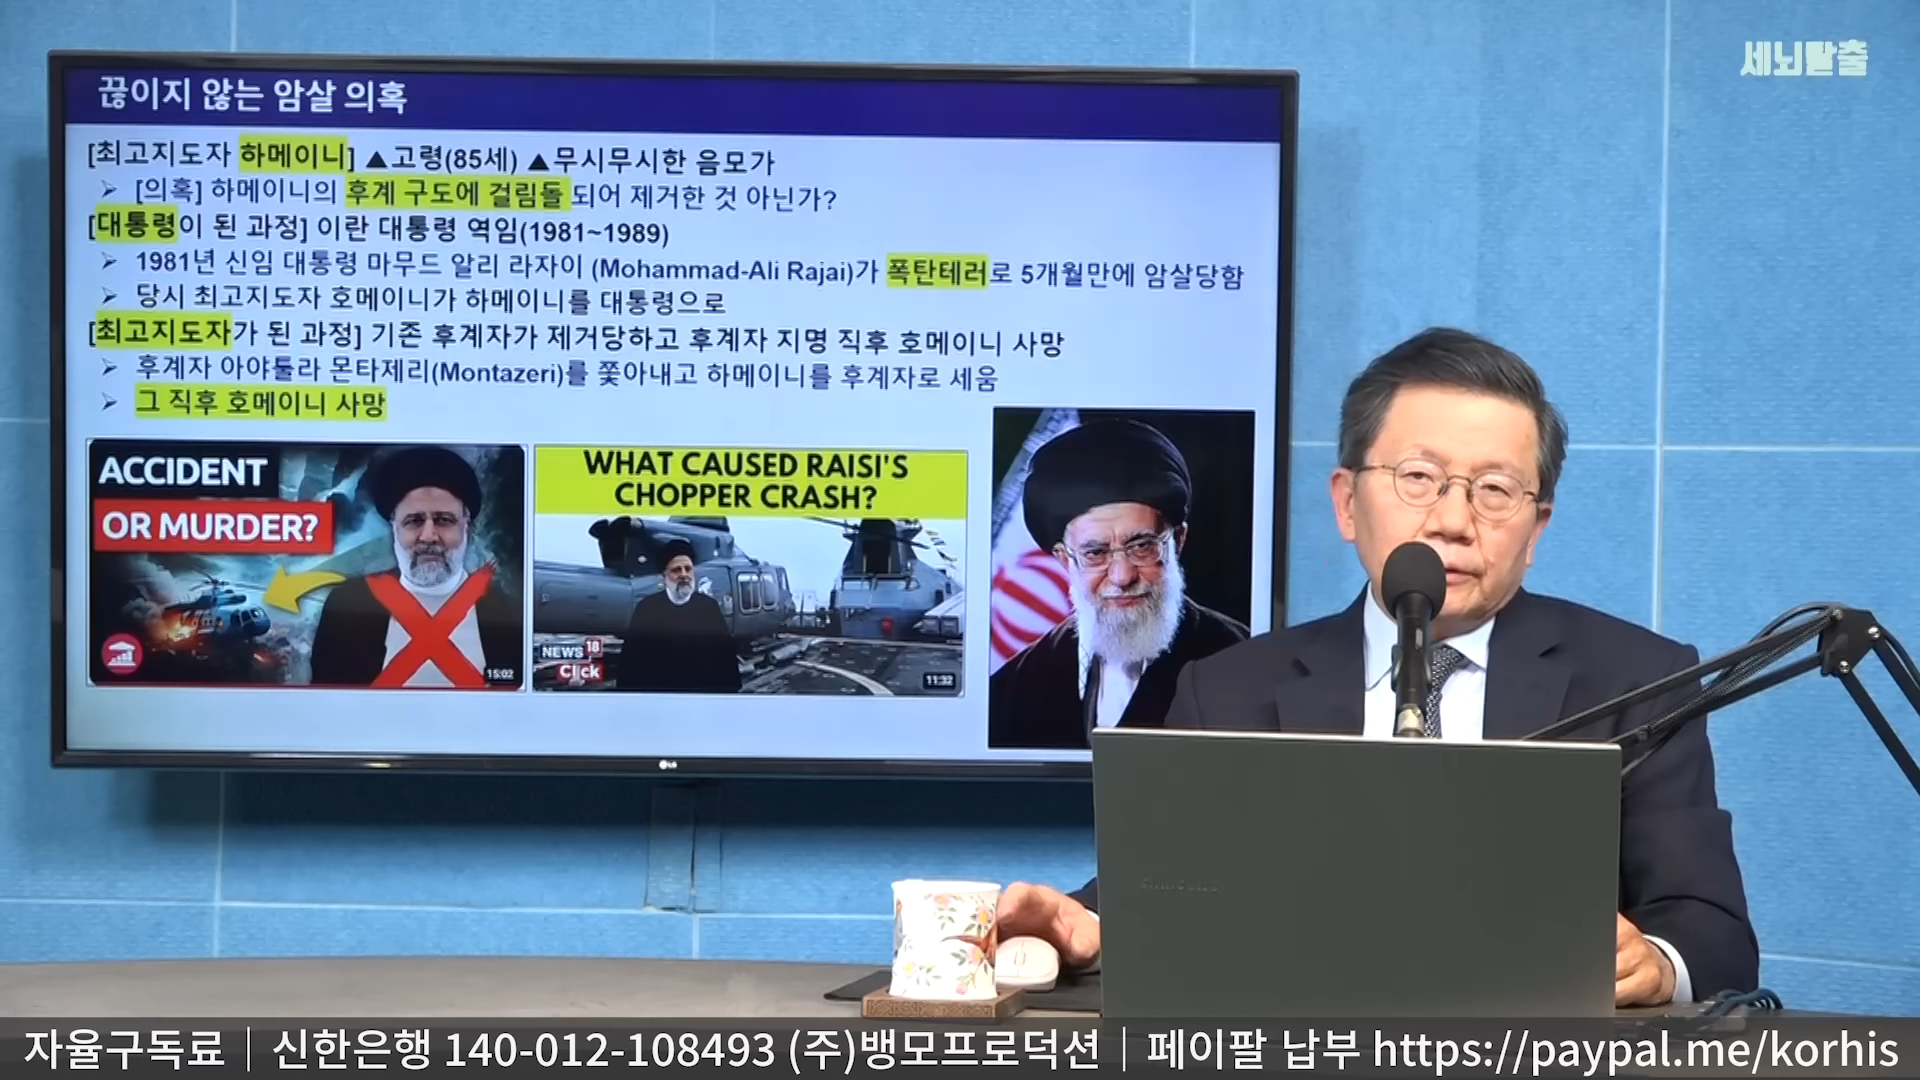 세뇌탈출
끊이지 않는 암살 의혹
[최고지도자 하메이니] ▲고령(85세) ▲무시무시한 음모가
➢ [의혹] 하메이니의 후계 구도에 걸림돌 되어 제거한 것 아닌가?
[대통령이 된 과정] 이란 대통령 역임(1981~1989)
➢ 1981년 신임 대통령 마무드 알리 라자이 (Mohammad-Ali Rajai)가 폭탄테러로 5개월만에 암살당함
➢ 당시 최고지도자 호메이니가 하메이니를 대통령으로
[최고지도자가 된 과정] 기존 후계자가 제거당하고 후계자 지명 직후 호메이니 사망
➢ 후계자 아야툴라 몬타제리(Montazeri)를 쫓아내고 하메이니를 후계자로 세움
➢ 그 직후 호메이니 사망
ACCIDENT
OR MURDER?
15:02
WHAT CAUSED RAISI'S
CHOPPER CRASH?
NEWS 18
Click
11:32
LG
자율구독료│신한은행 140-012-108493 (주)뱅모프로덕션│페이팔 납부 https://paypal.me/korhis